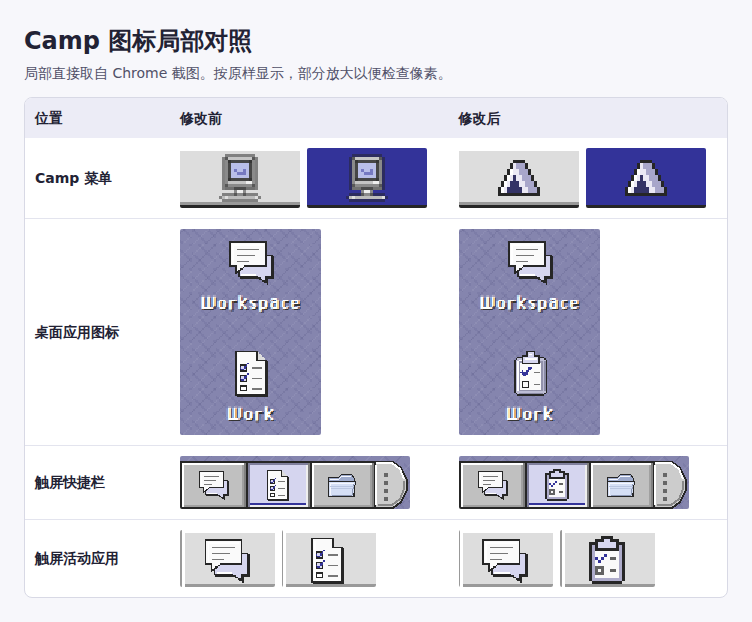 Camp 图标局部对照
局部直接取自 Chrome 截图。按原样显示，部分放大以便检查像素。
位置 修改前 修改后
Camp 菜单
桌面应用图标
Workspace Workspace
Work Work
触屏快捷栏
触屏活动应用